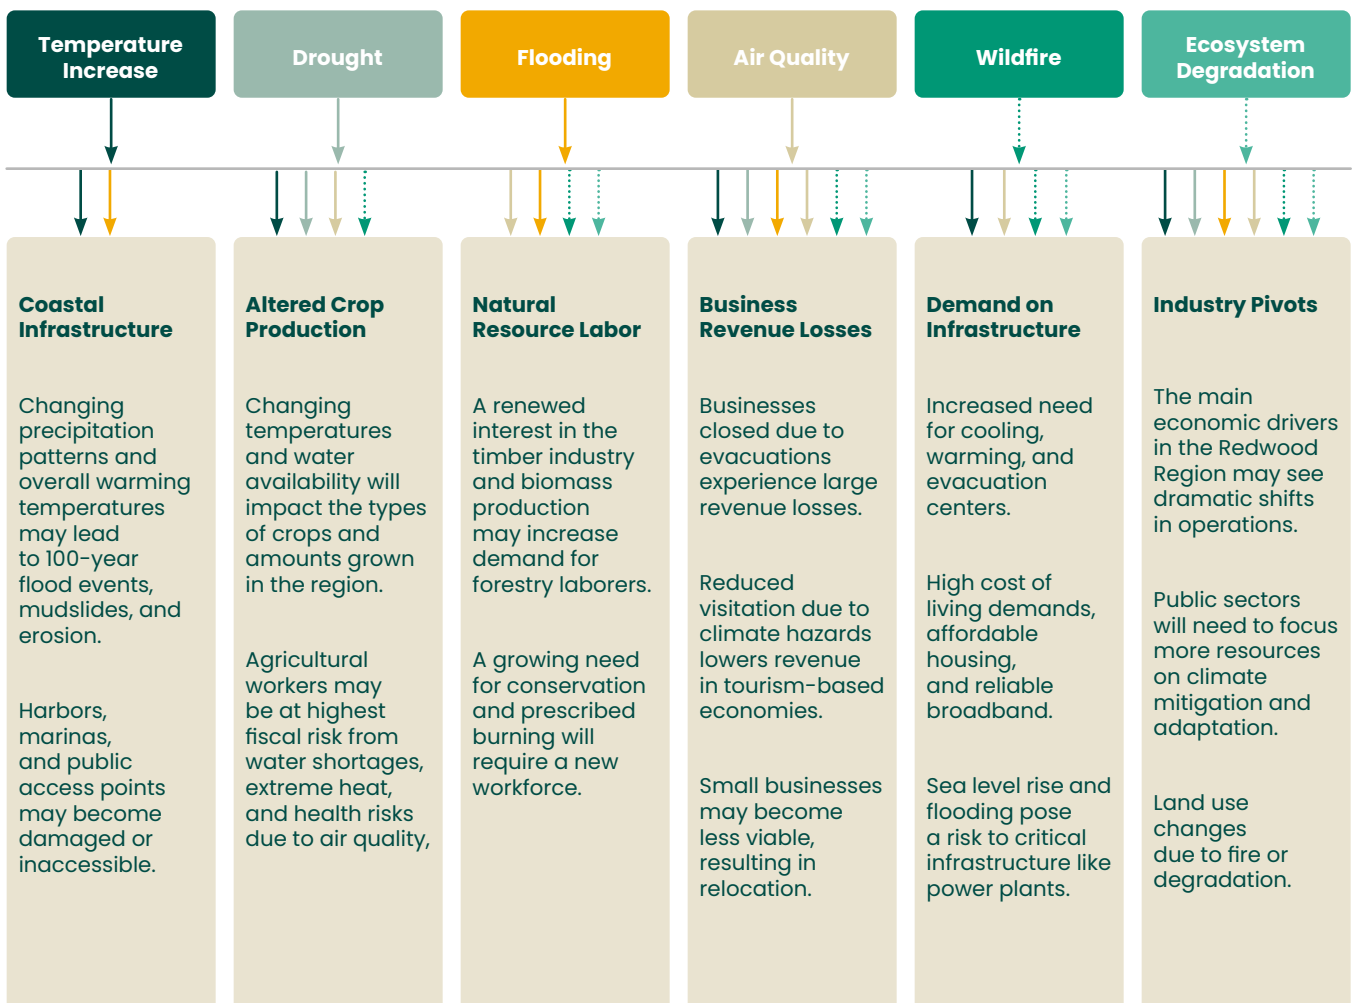 Temperature
Increase
Drought
Flooding
Air Quality
Wildfire
Ecosystem
Degradation
Coastal
Infrastructure
Changing
precipitation
patterns and
overall warming
temperatures
may lead
to 100-year
flood events,
mudslides, and
erosion.
Harbors,
marinas,
and public
access points
may become
damaged or
inaccessible.
Altered Crop
Production
Changing
temperatures
and water
availability will
impact the types
of crops and
amounts grown
in the region.
Agricultural
workers may
be at highest
fiscal risk from
water shortages,
extreme heat,
and health risks
due to air quality,
Natural
Resource Labor
A renewed
interest in the
timber industry
and biomass
production
may increase
demand for
forestry laborers.
A growing need
for conservation
and prescribed
burning will
require a new
workforce.
Business
Revenue Losses
Businesses
closed due to
evacuations
experience large
revenue losses.
Reduced
visitation due to
climate hazards
lowers revenue
in tourism-based
economies.
Small businesses
may become
less viable,
resulting in
relocation.
Demand on
Infrastructure
Increased need
for cooling,
warming, and
evacuation
centers.
High cost of
living demands,
affordable
housing,
and reliable
broadband.
Sea level rise and
flooding pose
a risk to critical
infrastructure like
power plants.
Industry Pivots
The main
economic drivers
in the Redwood
Region may see
dramatic shifts
in operations.
Public sectors
will need to focus
more resources
on climate
mitigation and
adaptation.
Land use
changes
due to fire or
degradation.